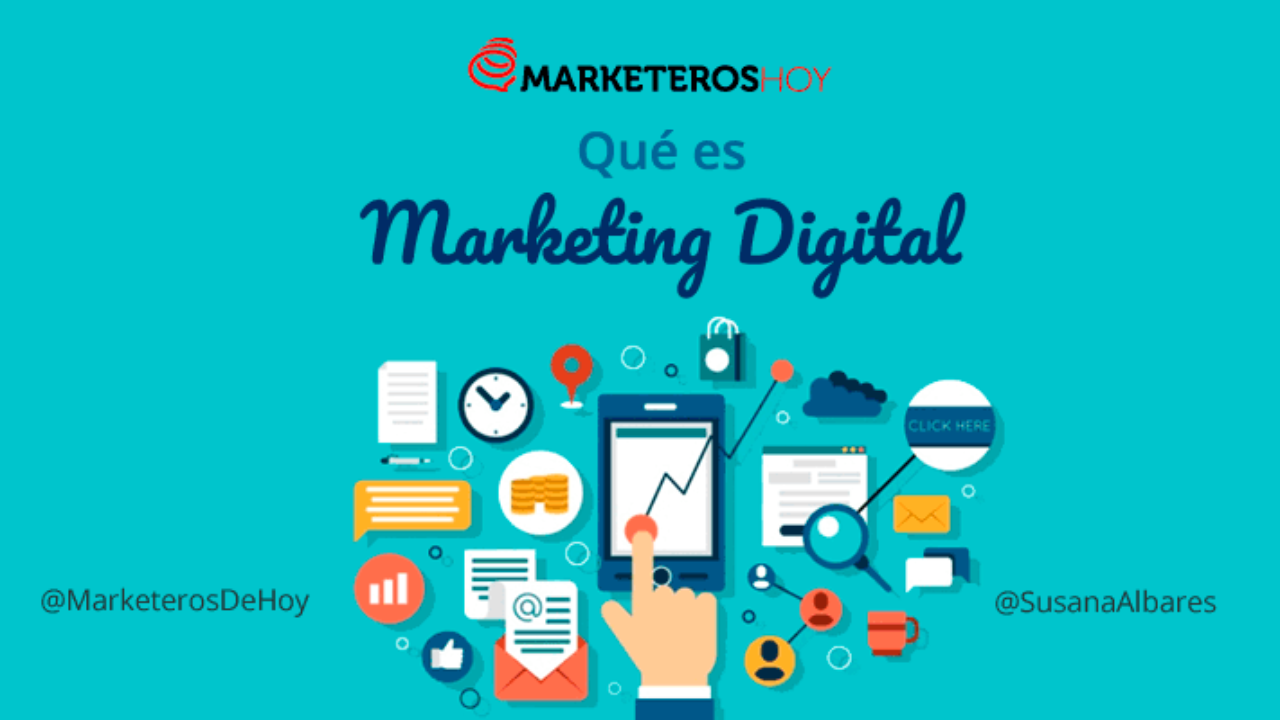 MARKETEROSHOY
Qué es
Marketing Digital
CLICK HERE
@
@MarketerosDeHoy
@SusanaAlbares